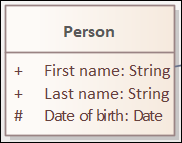 Person
+ First name: String
+ Last name: String
# Date of birth: Date